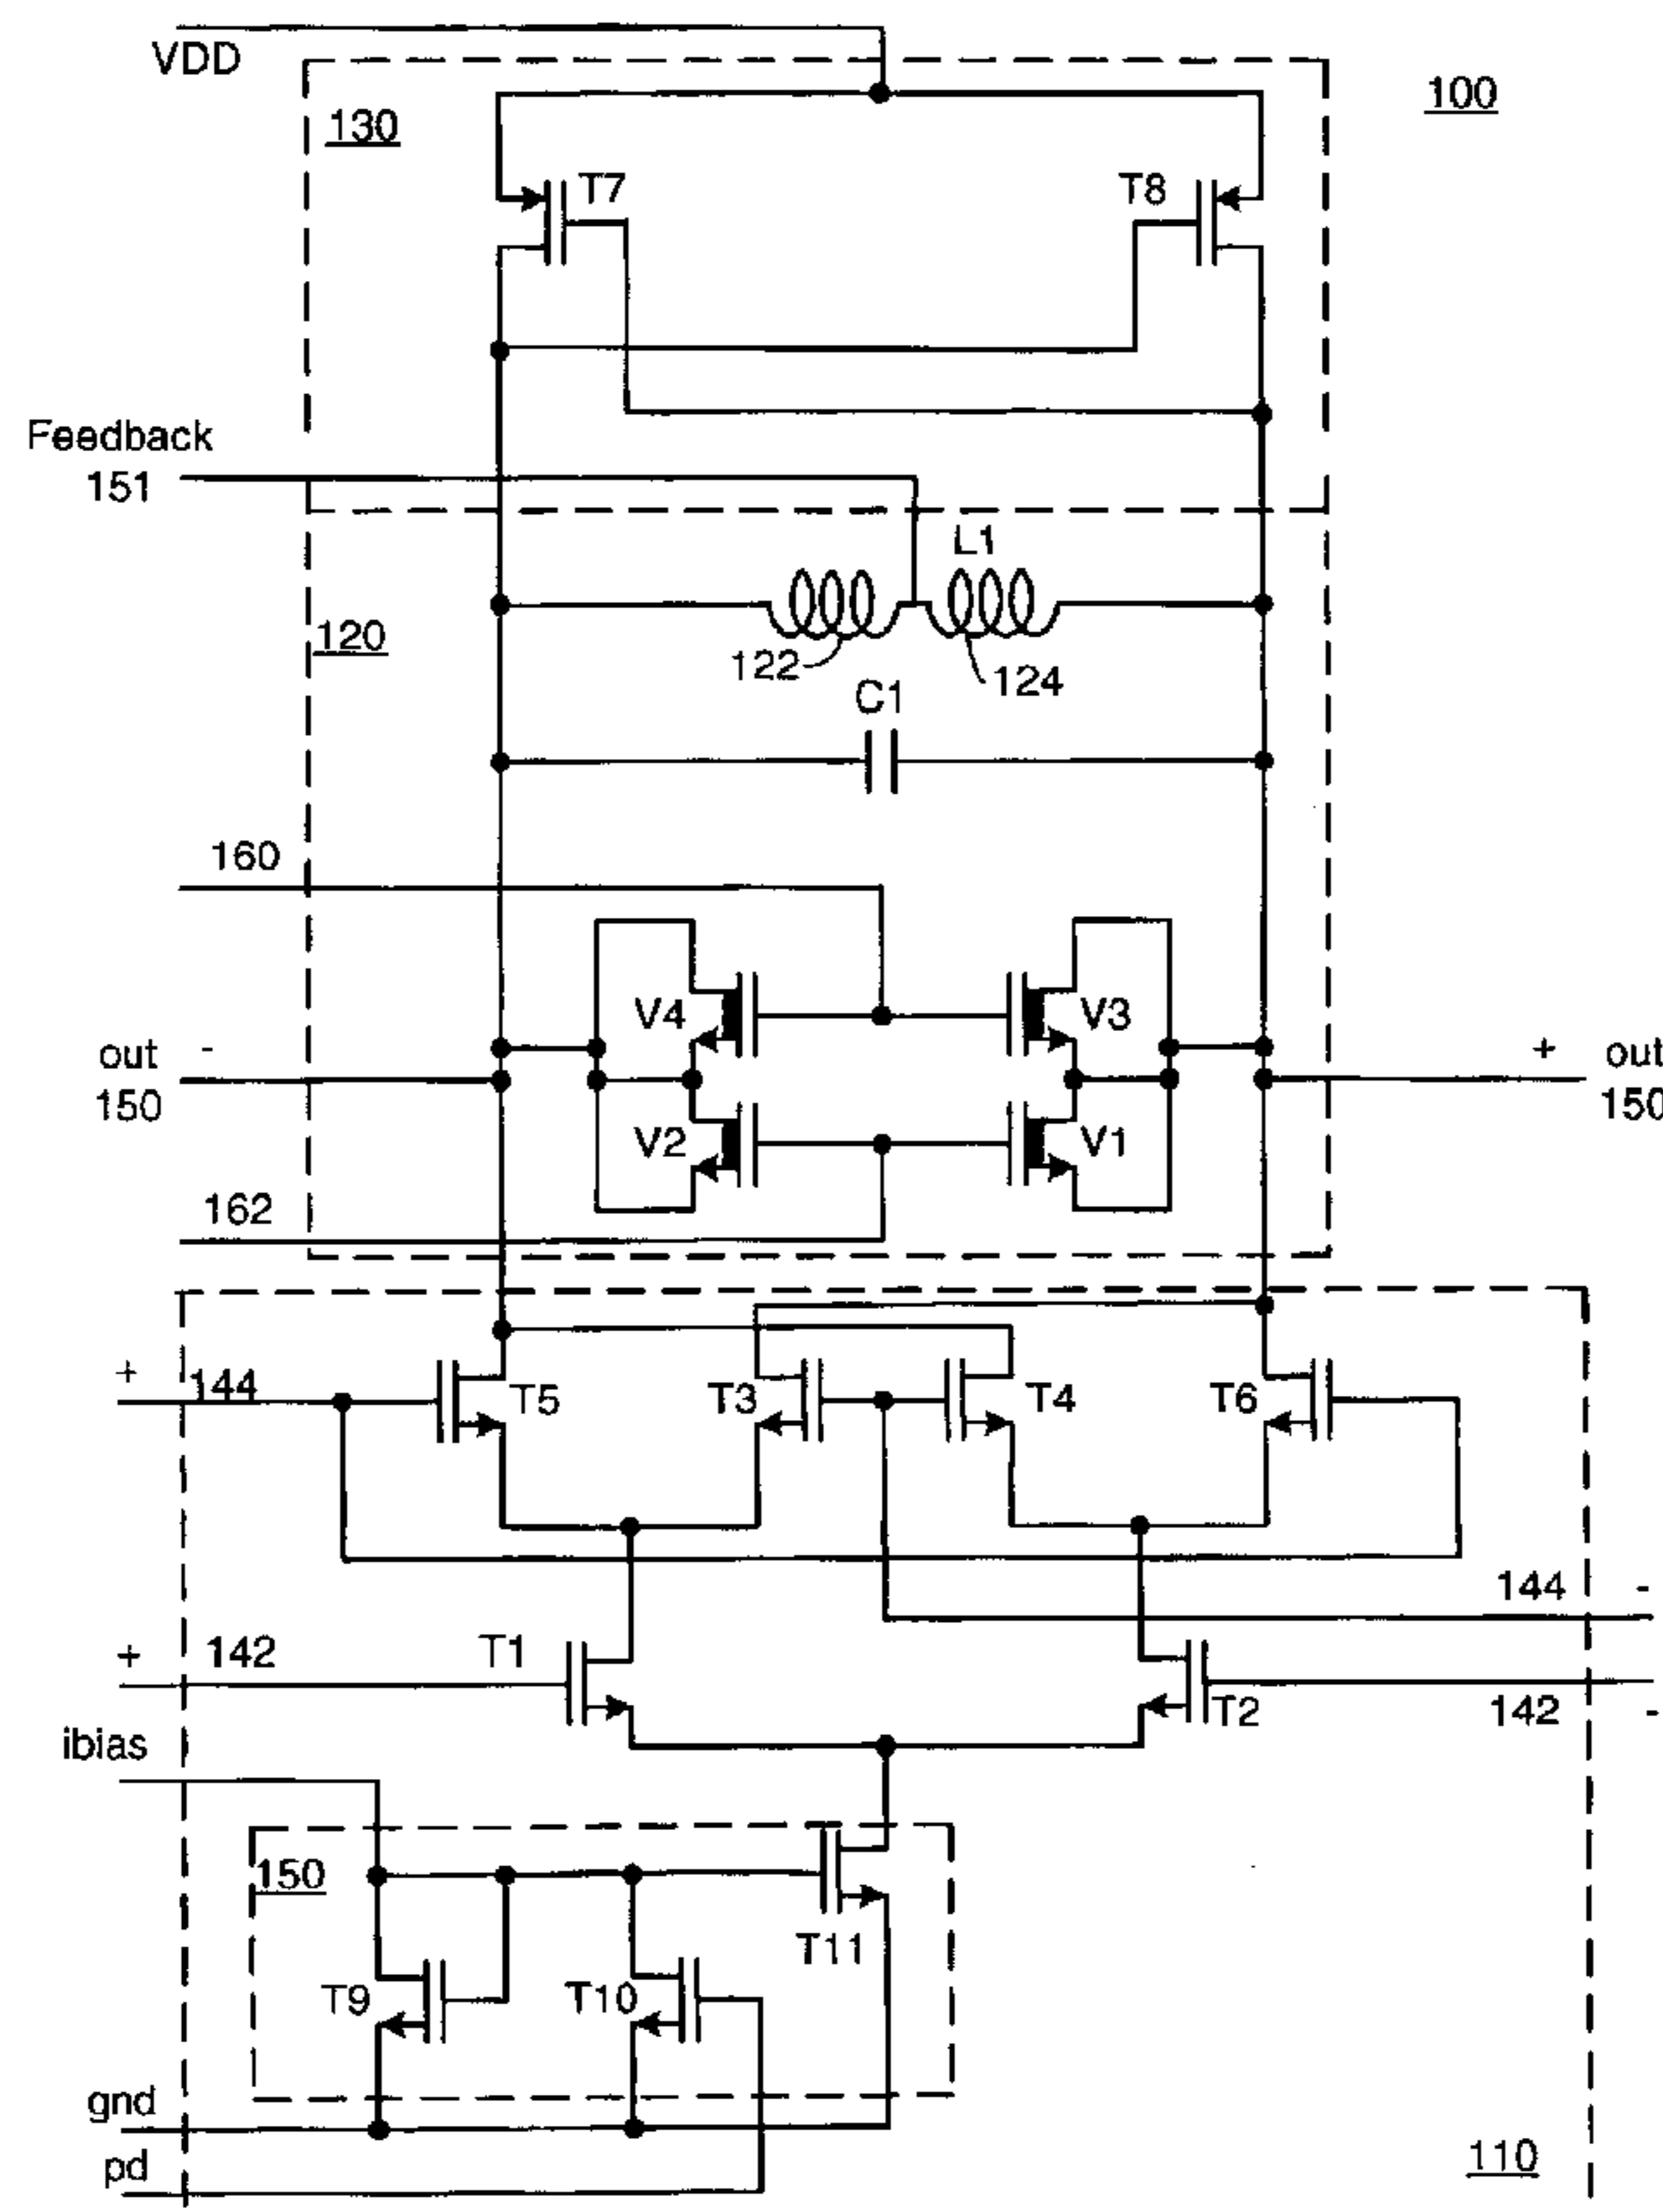 VDD
100
130
T7
T8
Feedback
151
L1
120
122
124
C1
160
V4
V3
out -
150
+ out
150
V2
V1
162
+
144
T5
T3
T4
T6
144 -
+
142
T1
T2
142 -
ibias
150
T11
T9
T10
gnd
pd
110